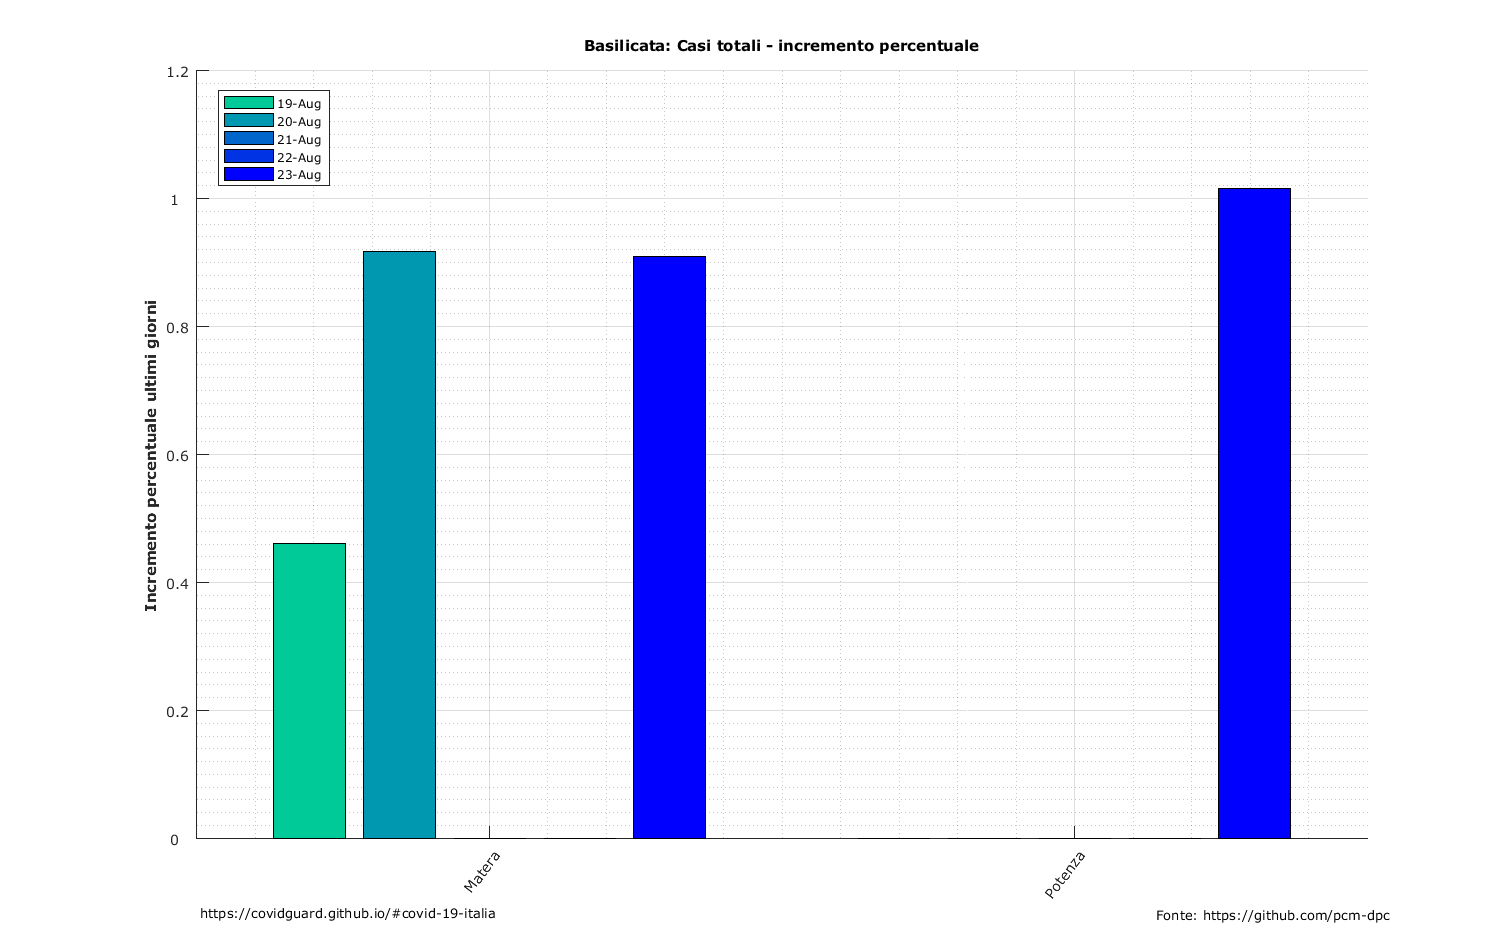 Basilicata: Casi totali - incremento percentuale
1.2
1
0.8
0.6
0.4
0.2
0
Incremento percentuale ultimi giorni
19-Aug
20-Aug
21-Aug
22-Aug
23-Aug
Matera
Potenza
https://covidguard.github.io/#covid-19-italia
Fonte: https://github.com/pcm-dpc